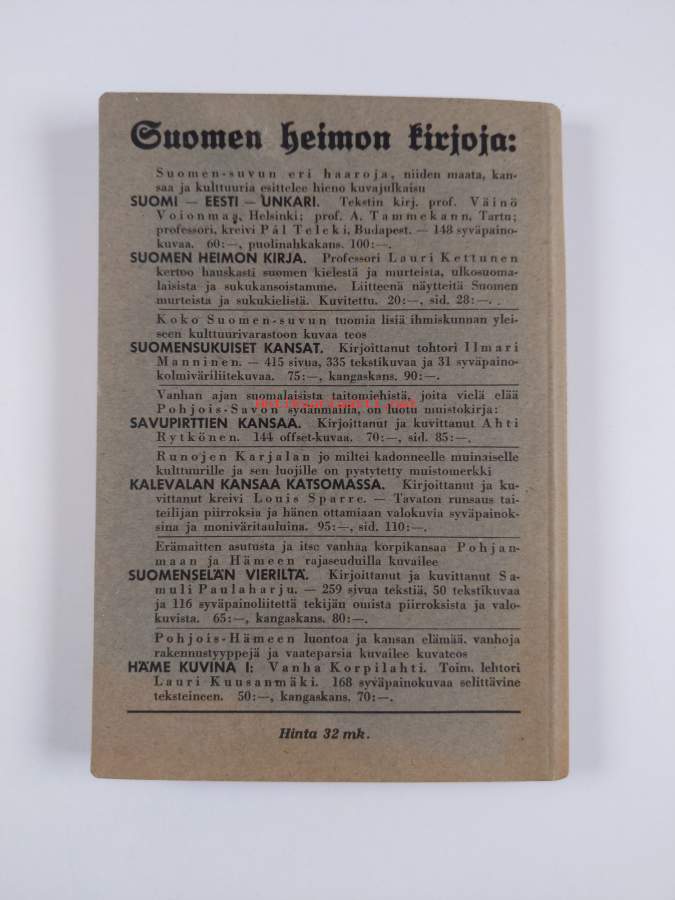 Suomen heimon kirjoja:
Suomen-suvun eri haaroja, niiden maata, kan-
saa ja kulttuuria esittelee hieno kuvajulkaisu
SUOMI — EESTI — UNKARI. Tekstin kirj. prof. Väinö
Voionmaa, Helsinki; prof. A. Tammekann, Tartu;
professori, kreivi Pál Teleki, Budapest. — 148 syväpaino-
kuvaa. 60:—, puolinahkakans. 100:—.
SUOMEN HEIMON KIRJA. Professori Lauri Kettunen
kertoo hauskasti suomen kielestä ja murteista, ulkosuoma-
laisista ja sukukansoistamme. Liitteenä näytteitä Suomen
murteista ja sukukielistä. Kuvitettu. 20:—, sid. 28:—.
Koko Suomen-suvun tuomia lisiä ihmiskunnan ylei-
seen kulttuurivarastoon kuvaa teos
SUOMENSUKUISET KANSAT. Kirjoittanut tohtori Ilmari
Manninen. — 415 sivua, 335 tekstikuvaa ja 31 syväpaino-
kolmiväriliitekuvaa. 75:—, kangaskans. 90:—.
Vanhan ajan suomalaisista taitomiehistä, joita vielä elää
Pohjois-Savon sydänmailla, on luotu muistokirja:
SAVUPIRTTIEN KANSAA. Kirjoittanut ja kuvittanut Ahti
Rytkönen. 144 offset-kuvaa. 70:—, sid. 85:—.
Runojen Karjalan jo miltei kadonneelle muinaiselle
kulttuurille ja sen luojille on pystytetty muistomerkki
KALEVALAN KANSAA KATSOMASSA. Kirjoittanut ja ku-
vittanut kreivi Louis Sparre. — Tavaton runsaus tai-
teilijan piirroksia ja hänen ottamiaan valokuvia syväpainok-
sina ja moniväritauluina. 95:—, sid. 110:—.
Erämaitten asutusta ja itse vanhaa korpikansaa Pohjan-
maan ja Hämeen rajaseuduilla kuvailee
SUOMENSELÄN VIERILTÄ. Kirjoittanut ja kuvittanut Sa-
muli Paulaharju. — 259 sivua tekstiä, 50 tekstikuvaa
ja 116 syväpainoliitettä tekijän omista piirroksista ja valo-
kuvista. 65:—, kangaskans. 80:—.
Pohjois-Hämeen luontoa ja kansan elämää, vanhoja
rakennustyyppejä ja vaateparsia kuvailee kuvateos
HÄME KUVINA I: Vanha Korpilahti. Toim. lehtori
Lauri Kuusanmäki. 168 syväpainokuvaa selittävine
teksteineen. 50:—, kangaskans. 70:—.
Hinta 32 mk.